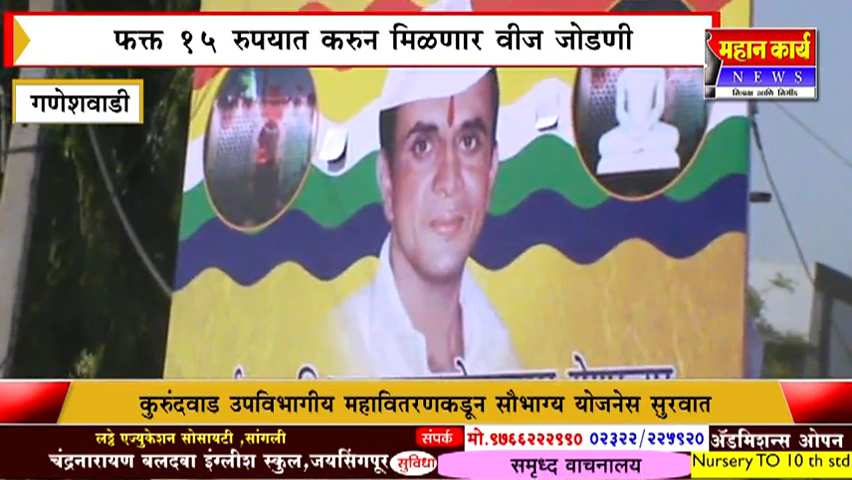 फक्त १५ रुपयात करुन मिळणार वीज जोडणी
महान कार्य
NEWS
गणेशवाडी
कुरुंदवाड उपविभागीय महावितरणकडून सौभाग्य योजनेस सुरवात
लठ्ठे एज्युकेशन सोसायटी ,सांगली
चंद्रनारायण बलदवा इंग्लीश स्कुल,जयसिंगपूर
संपर्क मो.९७६६२२२९९० ०२३२२/२२५९२०
सुविधा समृध्द वाचनालय
ॲडमिशन्स ओपन
Nursery TO 10 th std